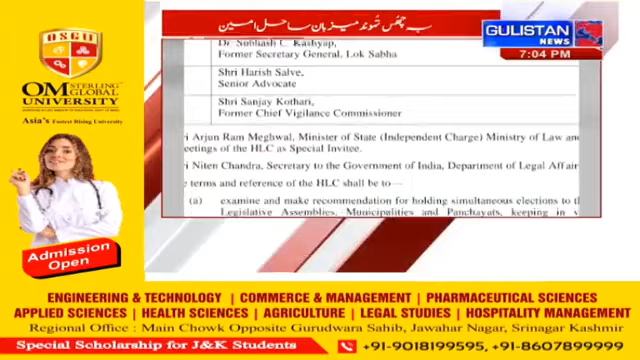 OSGU
OM STERLING
GLOBAL
UNIVERSITY
Asia's Fastest Rising University
Admission
Open
بہ چھُس تُہند میزبان ساحل امین
GULISTAN
NEWS
7:04 PM
Dr. Subhash C. Kashyap,
Former Secretary General, Lok Sabha
Shri Harish Salve,
Senior Advocate
Shri Sanjay Kothari,
Former Chief Vigilance Commissioner
ri Arjun Ram Meghwal, Minister of State (Independent Charge) Ministry of Law and
eetings of the HLC as Special Invitee.
ri Niten Chandra, Secretary to the Government of India, Department of Legal Affair
e terms and reference of the HLC shall be to—
(a) examine and make recommendation for holding simultaneous elections to th
Legislative Assemblies, Municipalities and Panchayats, keeping in v
ENGINEERING & TECHNOLOGY | COMMERCE & MANAGEMENT | PHARMACEUTICAL SCIENCES
APPLIED SCIENCES | HEALTH SCIENCES | AGRICULTURE | LEGAL STUDIES | HOSPITALITY MANAGEMENT
Regional Office : Main Chowk Opposite Gurudwara Sahib, Jawahar Nagar, Srinagar Kashmir
Special Scholarship for J&K Students
+91-9018199595, +91-8607899999